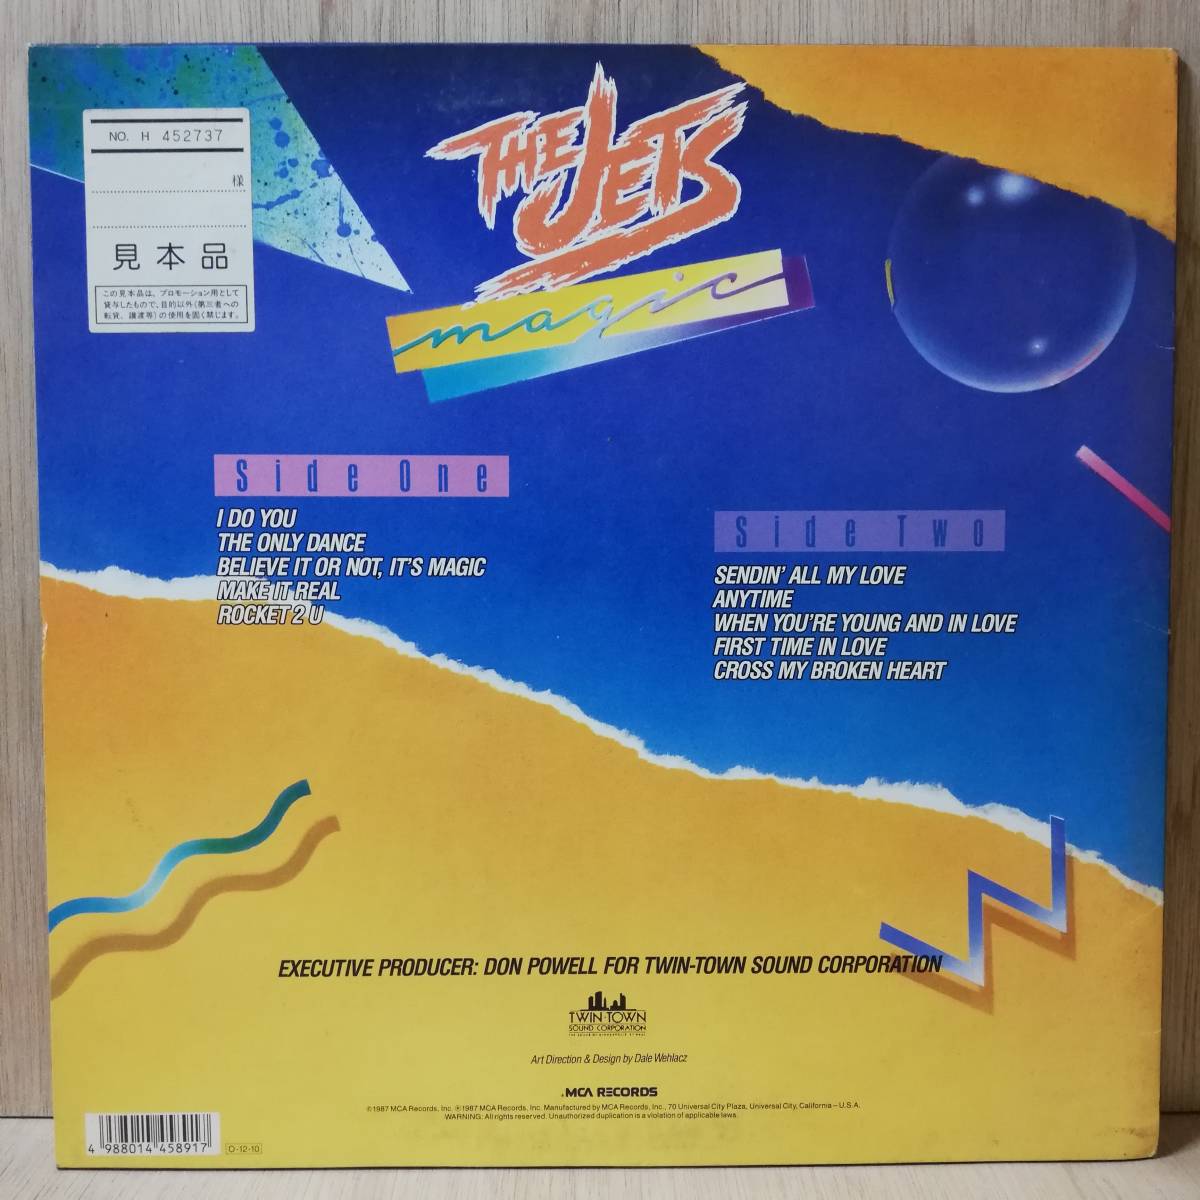 NO. H 452737
様
見本品
この見本品は、プロモーション用として
貸与したもので、目的以外(第三者への
転貸、譲渡等)の使用を固く禁じます。
THE JETS
magic
Side One
I DO YOU
THE ONLY DANCE
BELIEVE IT OR NOT, IT'S MAGIC
MAKE IT REAL
ROCKET 2 U
Side Two
SENDIN' ALL MY LOVE
ANYTIME
WHEN YOU'RE YOUNG AND IN LOVE
FIRST TIME IN LOVE
CROSS MY BROKEN HEART
EXECUTIVE PRODUCER: DON POWELL FOR TWIN-TOWN SOUND CORPORATION
TWIN·TOWN
SOUND CORPORATION
Art Direction & Design by Dale Wehlacz
MCA RECORDS
©1987 MCA Records, Inc. ℗1987 MCA Records, Inc. Manufactured by MCA Records, Inc., 70 Universal City Plaza, Universal City, California – U.S.A.
WARNING: All rights reserved. Unauthorized duplication is a violation of applicable laws.
4 988014 458917
O-12-10